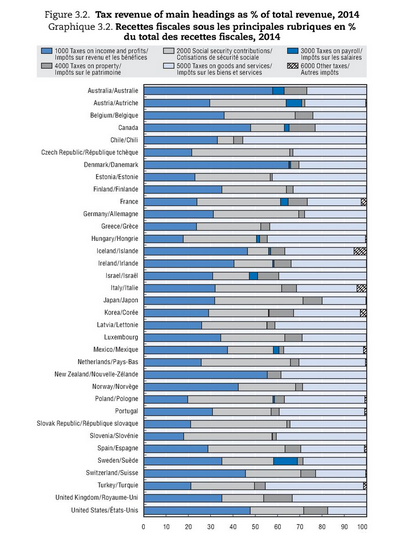 Figure 3.2. Tax revenue of main headings as % of total revenue, 2014
Graphique 3.2. Recettes fiscales sous les principales rubriques en %
du total des recettes fiscales, 2014
1000 Taxes on income and profits/
Impôts sur revenu et les bénéfices
2000 Social security contributions/
Cotisations de sécurité sociale
3000 Taxes on payroll/
Impôts sur les salaires
4000 Taxes on property/
Impôts sur le patrimoine
5000 Taxes on goods and services/
Impôts sur les biens et services
6000 Other taxes/
Autres impôts
Australia/Australie
Austria/Autriche
Belgium/Belgique
Canada
Chile/Chili
Czech Republic/République tchèque
Denmark/Danemark
Estonia/Estonie
Finland/Finlande
France
Germany/Allemagne
Greece/Grèce
Hungary/Hongrie
Iceland/Islande
Ireland/Irlande
Israel/Israël
Italy/Italie
Japan/Japon
Korea/Corée
Latvia/Lettonie
Luxembourg
Mexico/Mexique
Netherlands/Pays-Bas
New Zealand/Nouvelle-Zélande
Norway/Norvège
Poland/Pologne
Portugal
Slovak Republic/République slovaque
Slovenia/Slovénie
Spain/Espagne
Sweden/Suède
Switzerland/Suisse
Turkey/Turquie
United Kingdom/Royaume-Uni
United States/États-Unis
0 10 20 30 40 50 60 70 80 90 100